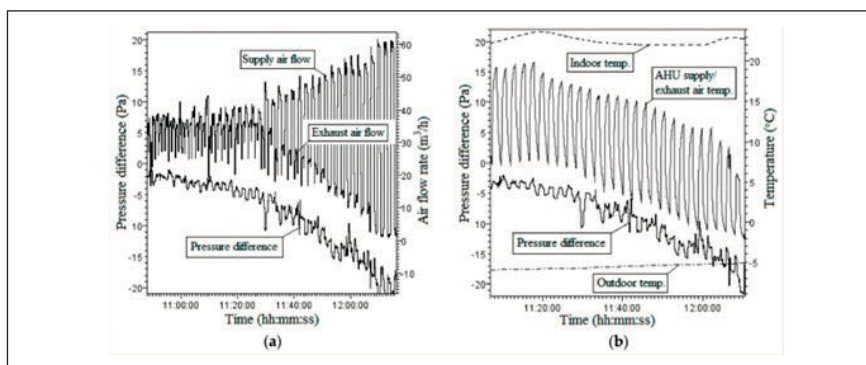 20
15
10
5
0
-5
-10
-15
-20
Pressure difference (Pa)
Supply air flow
Exhaust air flow
Pressure difference
60
50
40
30
20
10
0
-10
Air flow rate (m³/h)
11:00:00
11:20:00
11:40:00
12:00:00
Time (hh:mm:ss)
(a)
20
15
10
5
0
-5
-10
-15
-20
Pressure difference (Pa)
Indoor temp.
AHU supply/
exhaust air temp.
Pressure difference
Outdoor temp.
20
15
10
5
0
-5
Temperature (°C)
11:20:00
11:40:00
12:00:00
Time (hh:mm:ss)
(b)